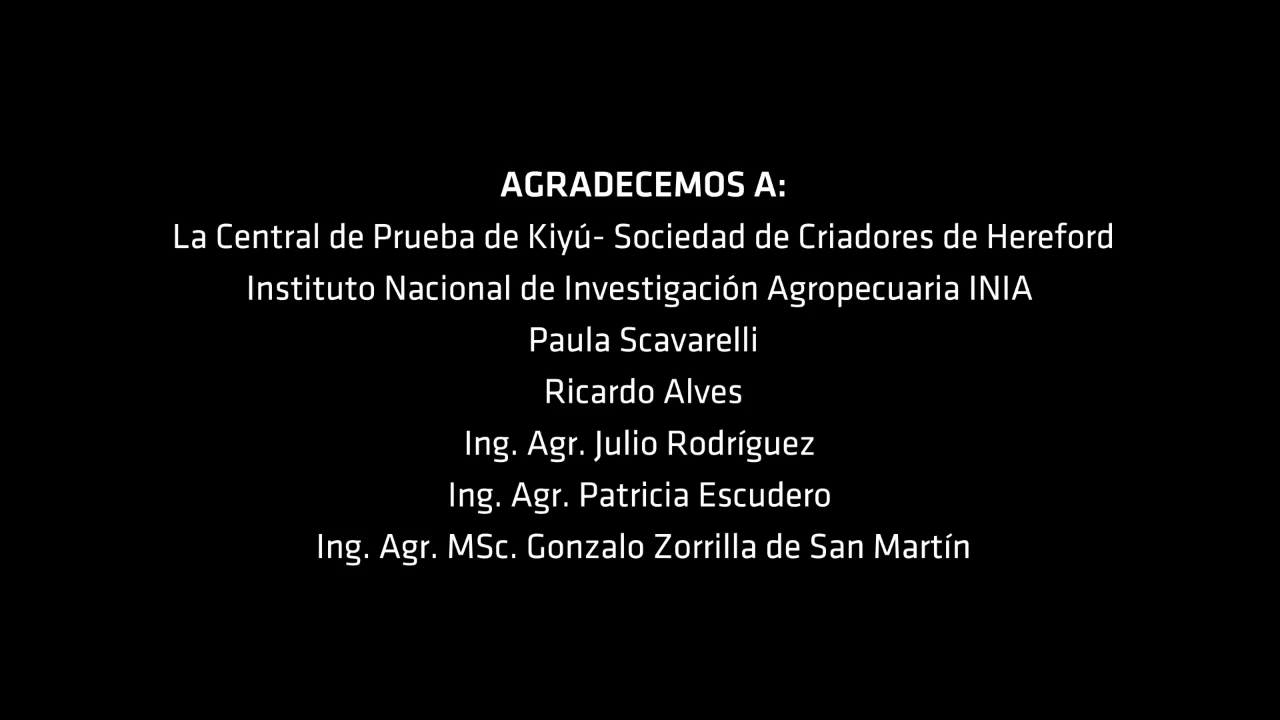 AGRADECEMOS A:
La Central de Prueba de Kiyú- Sociedad de Criadores de Hereford
Instituto Nacional de Investigación Agropecuaria INIA
Paula Scavarelli
Ricardo Alves
Ing. Agr. Julio Rodríguez
Ing. Agr. Patricia Escudero
Ing. Agr. MSc. Gonzalo Zorrilla de San Martín